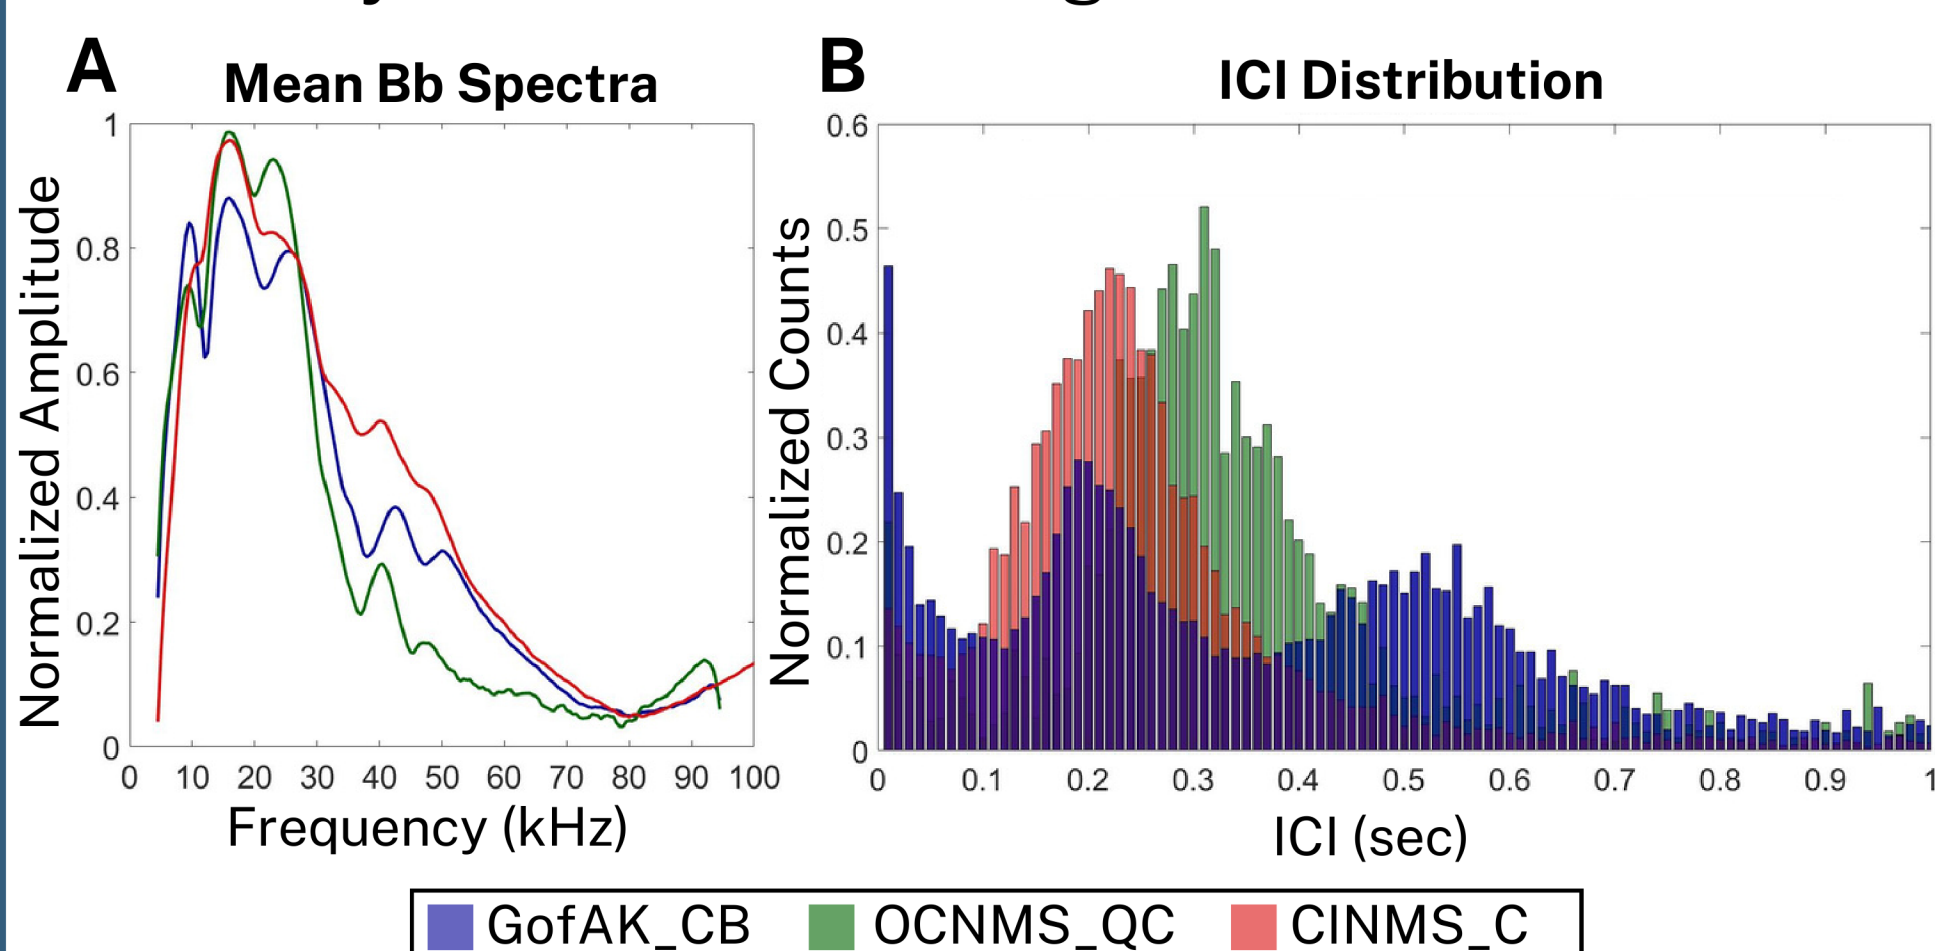 A
Mean Bb Spectra
Normalized Amplitude
1
0.8
0.6
0.4
0.2
0
0 10 20 30 40 50 60 70 80 90 100
Frequency (kHz)
B
ICI Distribution
Normalized Counts
0.6
0.5
0.4
0.3
0.2
0.1
0
0 0.1 0.2 0.3 0.4 0.5 0.6 0.7 0.8 0.9 1
ICI (sec)
GofAK_CB OCNMS_QC CINMS_C